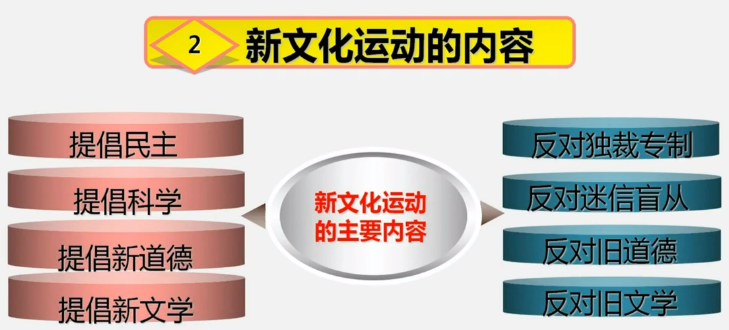 2 新文化运动的内容
提倡民主
提倡科学
提倡新道德
提倡新文学
新文化运动
的主要内容
反对独裁专制
反对迷信盲从
反对旧道德
反对旧文学